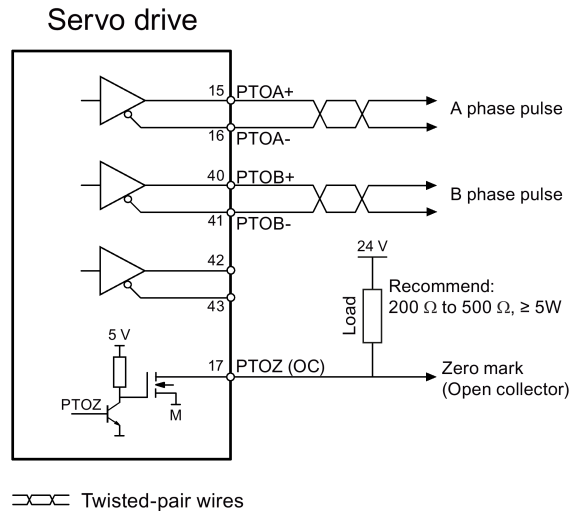 Servo drive
15 PTOA+
16 PTOA-
A phase pulse
40 PTOB+
41 PTOB-
B phase pulse
42
43
24 V
Load
Recommend:
200 Ω to 500 Ω, ≥ 5W
5 V
PTOZ
M
17 PTOZ (OC)
Zero mark
(Open collector)
Twisted-pair wires